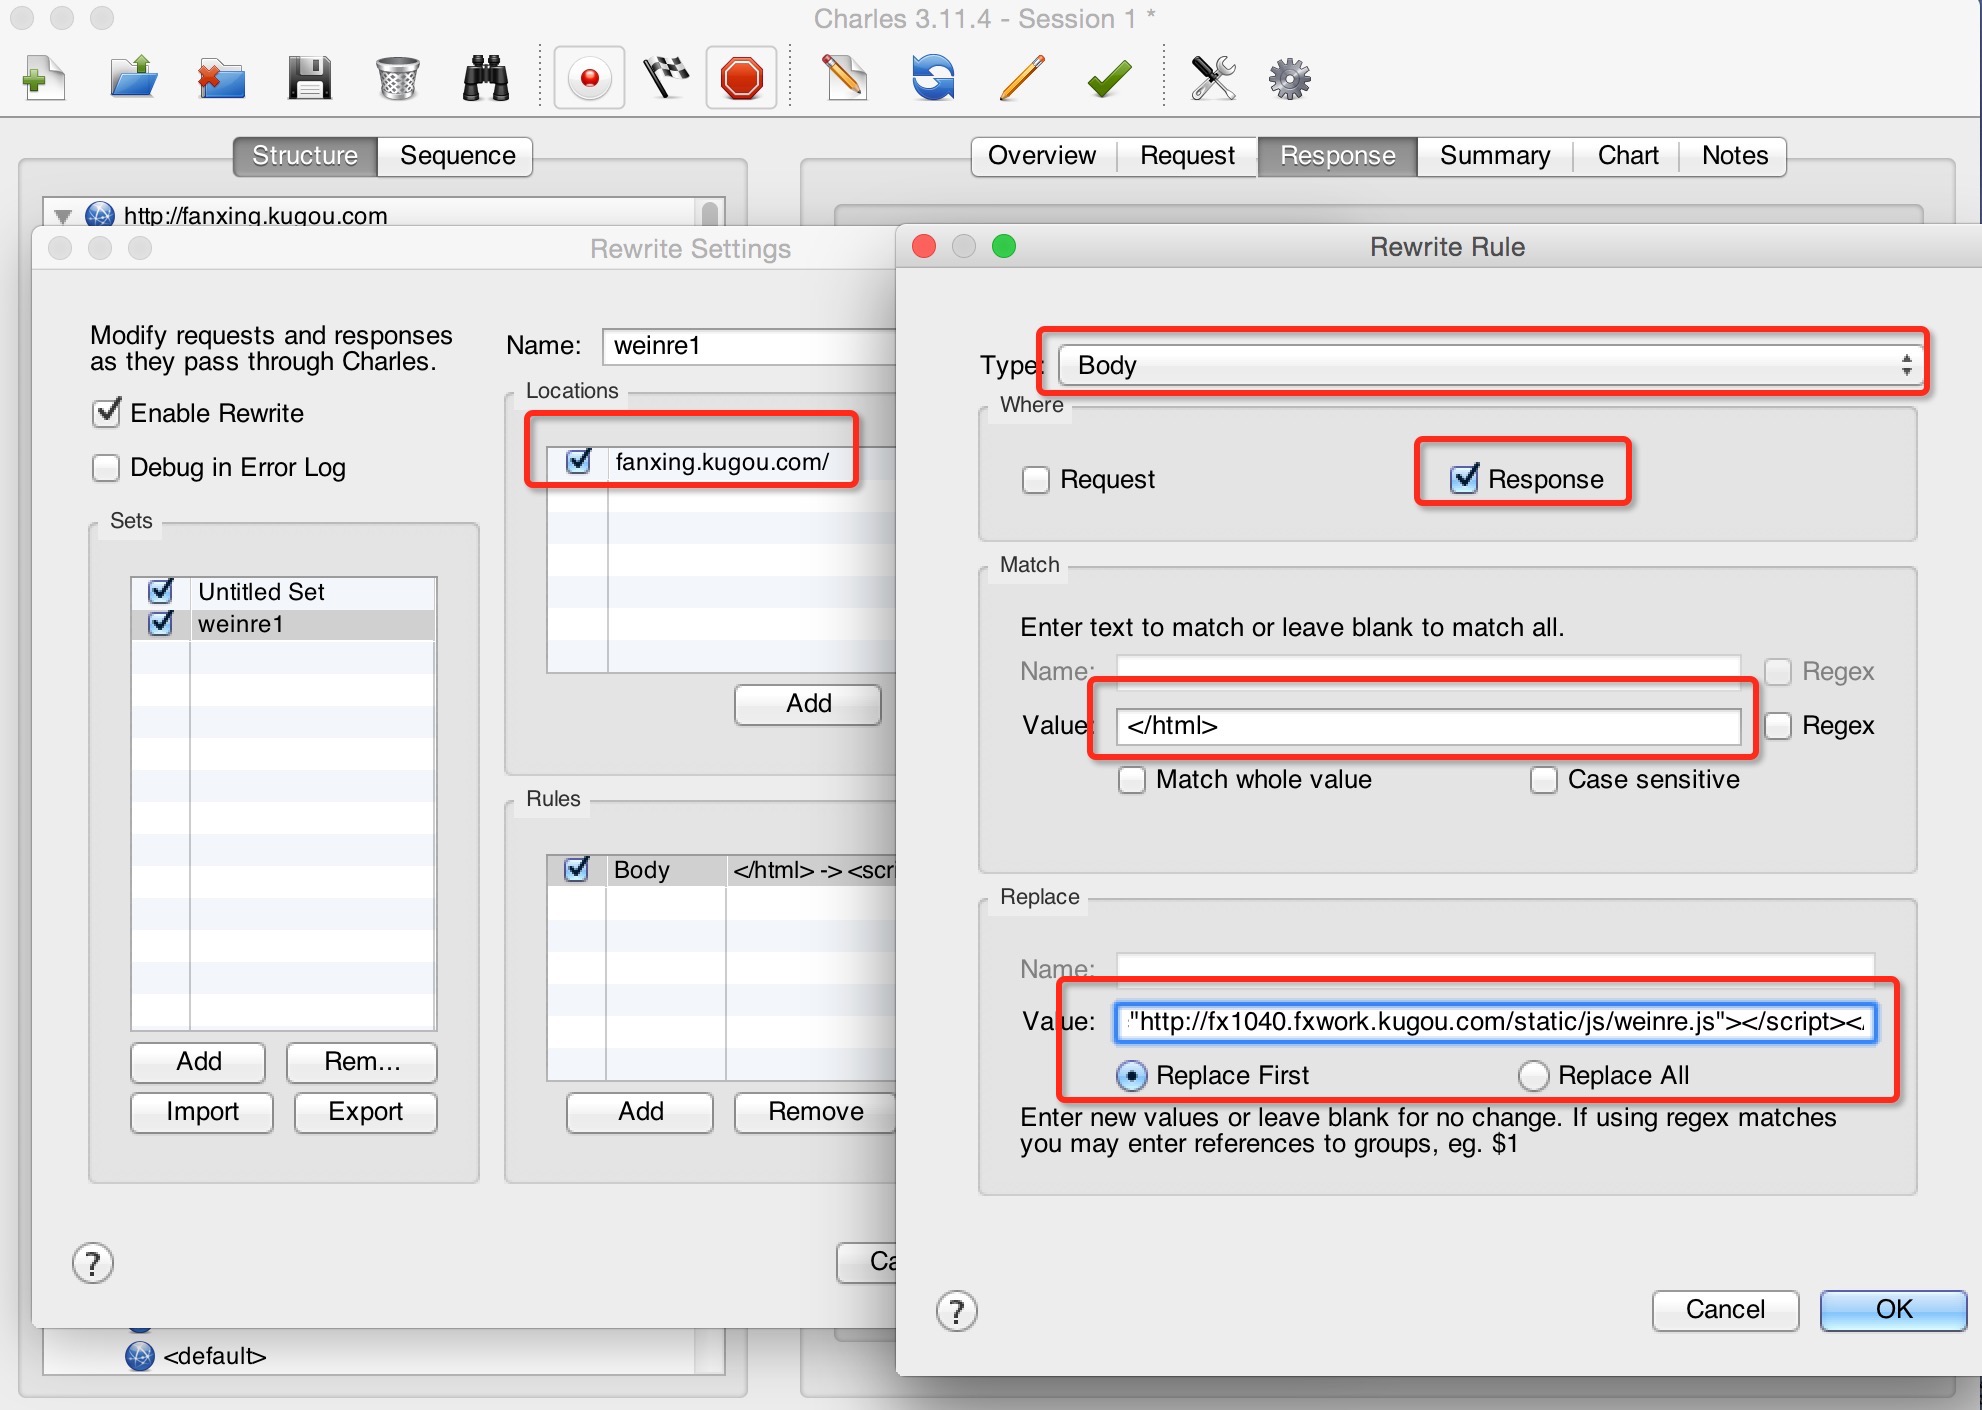 Charles 3.11.4 - Session 1 *
Structure
Sequence
Overview
Request
Response
Summary
Chart
Notes
http://fanxing.kugou.com
Rewrite Settings
Modify requests and responses
as they pass through Charles.
Enable Rewrite
Debug in Error Log
Sets
Untitled Set
weinre1
Add
Rem...
Import
Export
Name:
weinre1
Locations
fanxing.kugou.com/
Add
Rules
Body
</html> -> <scri
Add
Remove
?
Ca
<default>
Rewrite Rule
Type:
Body
Where
Request
Response
Match
Enter text to match or leave blank to match all.
Name:
Regex
Value:
</html>
Regex
Match whole value
Case sensitive
Replace
Name:
Value:
"http://fx1040.fxwork.kugou.com/static/js/weinre.js"></script></
Replace First
Replace All
Enter new values or leave blank for no change. If using regex matches
you may enter references to groups, eg. $1
?
Cancel
OK